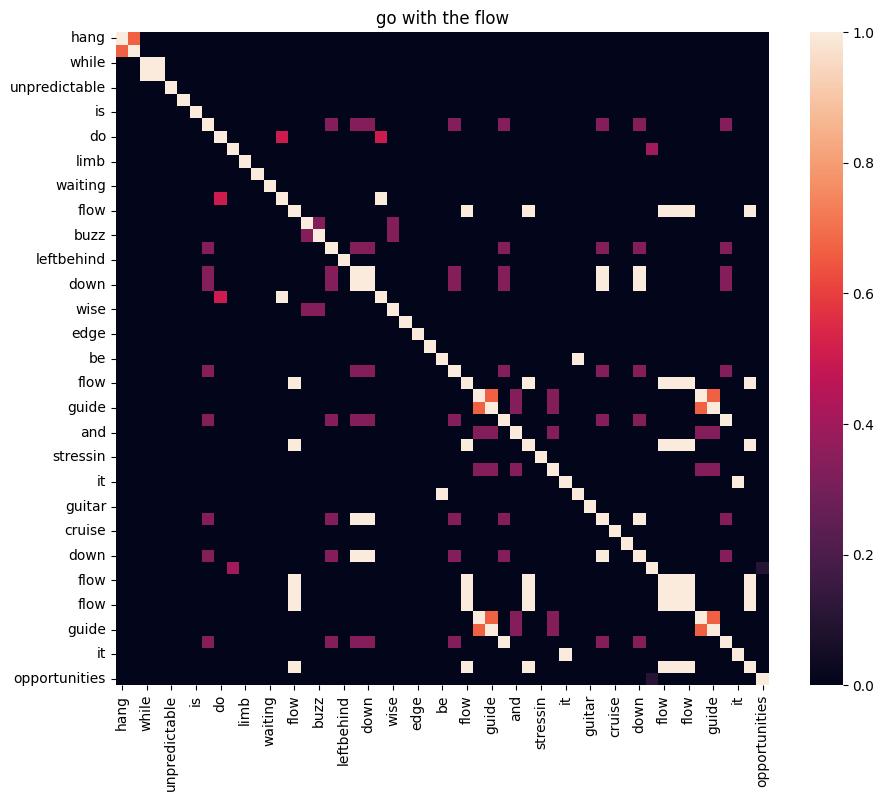 go with the flow
hang
while
unpredictable
is
do
limb
waiting
flow
buzz
leftbehind
down
wise
edge
be
flow
guide
and
stressin
it
guitar
cruise
down
flow
flow
guide
it
opportunities
1.0
0.8
0.6
0.4
0.2
0.0
hang
while
unpredictable
is
do
limb
waiting
flow
buzz
leftbehind
down
wise
edge
be
flow
guide
and
stressin
it
guitar
cruise
down
flow
flow
guide
it
opportunities